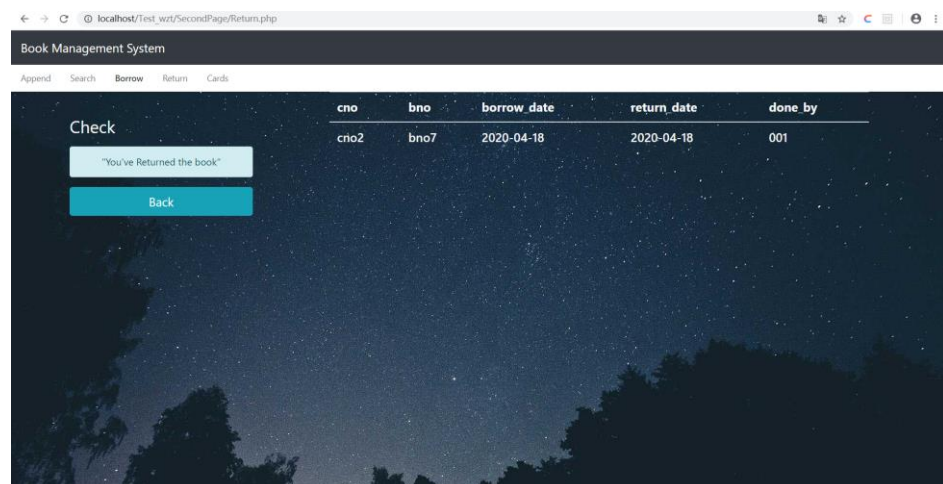 localhost/Test_wzt/SecondPage/Return.php
Book Management System
Append Search Borrow Return Cards
Check
"You've Returned the book"
Back
cno bno borrow_date return_date done_by
cno2 bno7 2020-04-18 2020-04-18 001